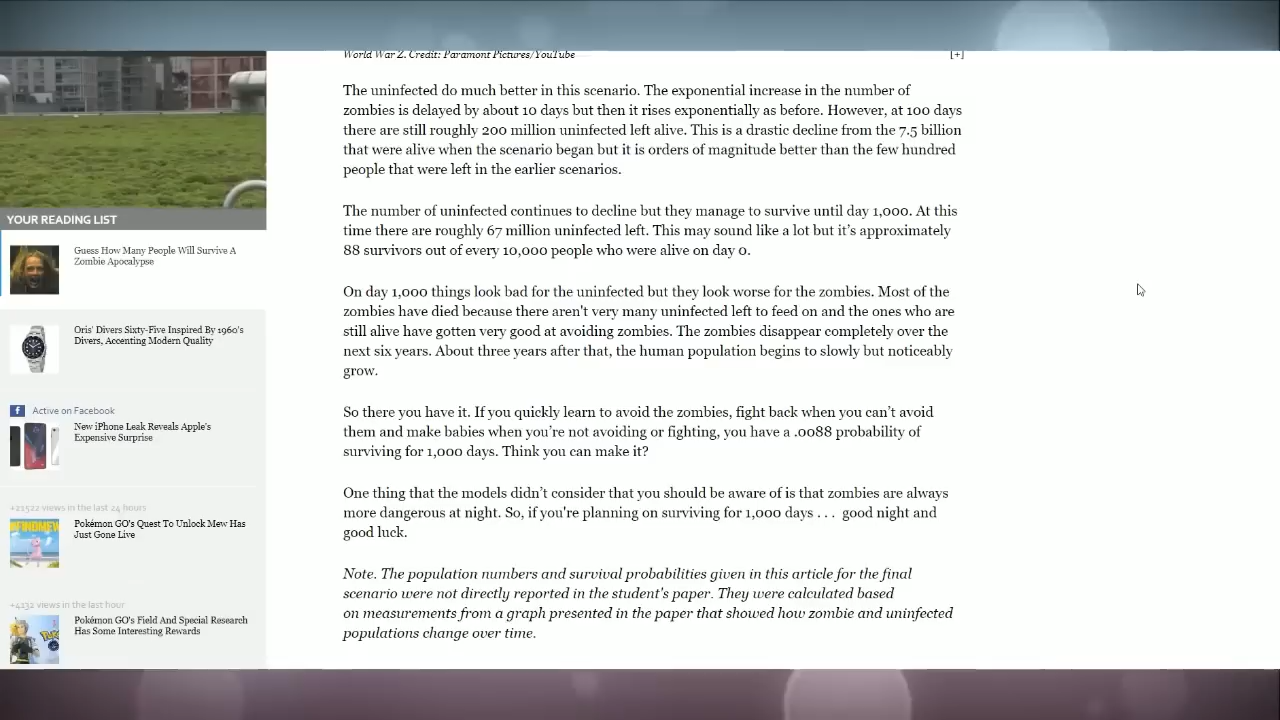 World War Z. Credit: Paramont Pictures/YouTube [+]
The uninfected do much better in this scenario. The exponential increase in the number of
zombies is delayed by about 10 days but then it rises exponentially as before. However, at 100 days
there are still roughly 200 million uninfected left alive. This is a drastic decline from the 7.5 billion
that were alive when the scenario began but it is orders of magnitude better than the few hundred
people that were left in the earlier scenarios.
The number of uninfected continues to decline but they manage to survive until day 1,000. At this
time there are roughly 67 million uninfected left. This may sound like a lot but it's approximately
88 survivors out of every 10,000 people who were alive on day 0.
On day 1,000 things look bad for the uninfected but they look worse for the zombies. Most of the
zombies have died because there aren't very many uninfected left to feed on and the ones who are
still alive have gotten very good at avoiding zombies. The zombies disappear completely over the
next six years. About three years after that, the human population begins to slowly but noticeably
grow.
So there you have it. If you quickly learn to avoid the zombies, fight back when you can't avoid
them and make babies when you're not avoiding or fighting, you have a .0088 probability of
surviving for 1,000 days. Think you can make it?
One thing that the models didn't consider that you should be aware of is that zombies are always
more dangerous at night. So, if you're planning on surviving for 1,000 days . . . good night and
good luck.
Note. The population numbers and survival probabilities given in this article for the final
scenario were not directly reported in the student's paper. They were calculated based
on measurements from a graph presented in the paper that showed how zombie and uninfected
populations change over time.
YOUR READING LIST
Guess How Many People Will Survive A
Zombie Apocalypse
Oris' Divers Sixty-Five Inspired By 1960's
Divers, Accenting Modern Quality
f Active on Facebook
New iPhone Leak Reveals Apple's
Expensive Surprise
+21522 views in the last 24 hours
#FINDMEW
Pokémon GO's Quest To Unlock Mew Has
Just Gone Live
+4132 views in the last hour
Pokémon GO's Field And Special Research
Has Some Interesting Rewards